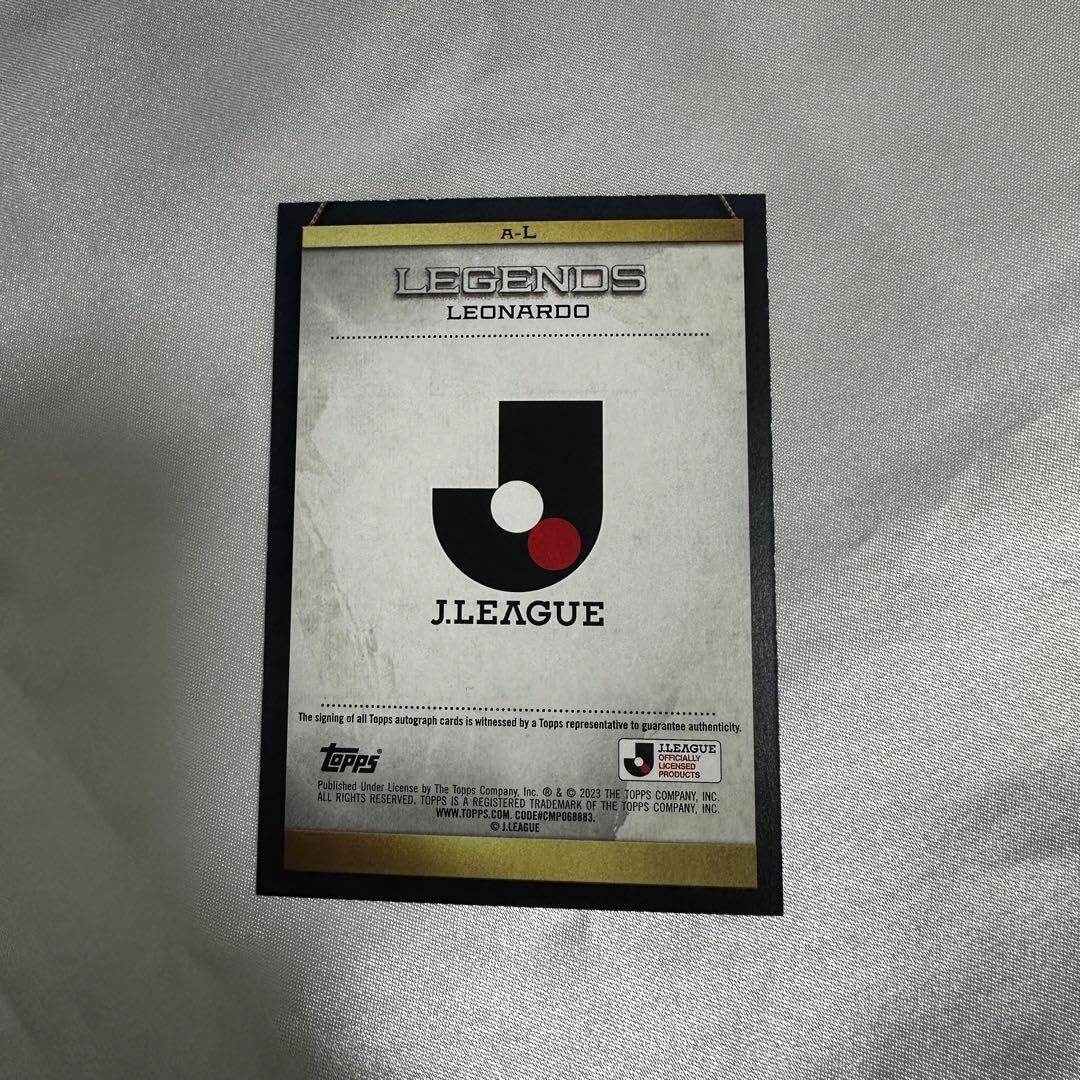 A-L
LEGENDS
LEONARDO
J.LEAGUE
The signing of all Topps autograph cards is witnessed by a Topps representative to guarantee authenticity.
Topps®
J.LEAGUE
OFFICIALLY
LICENSED
PRODUCTS
Published Under License by The Topps Company, Inc. ® & © 2023 THE TOPPS COMPANY, INC.
ALL RIGHTS RESERVED. TOPPS IS A REGISTERED TRADEMARK OF THE TOPPS COMPANY, INC.
WWW.TOPPS.COM. CODE#CMP068883.
© J.LEAGUE